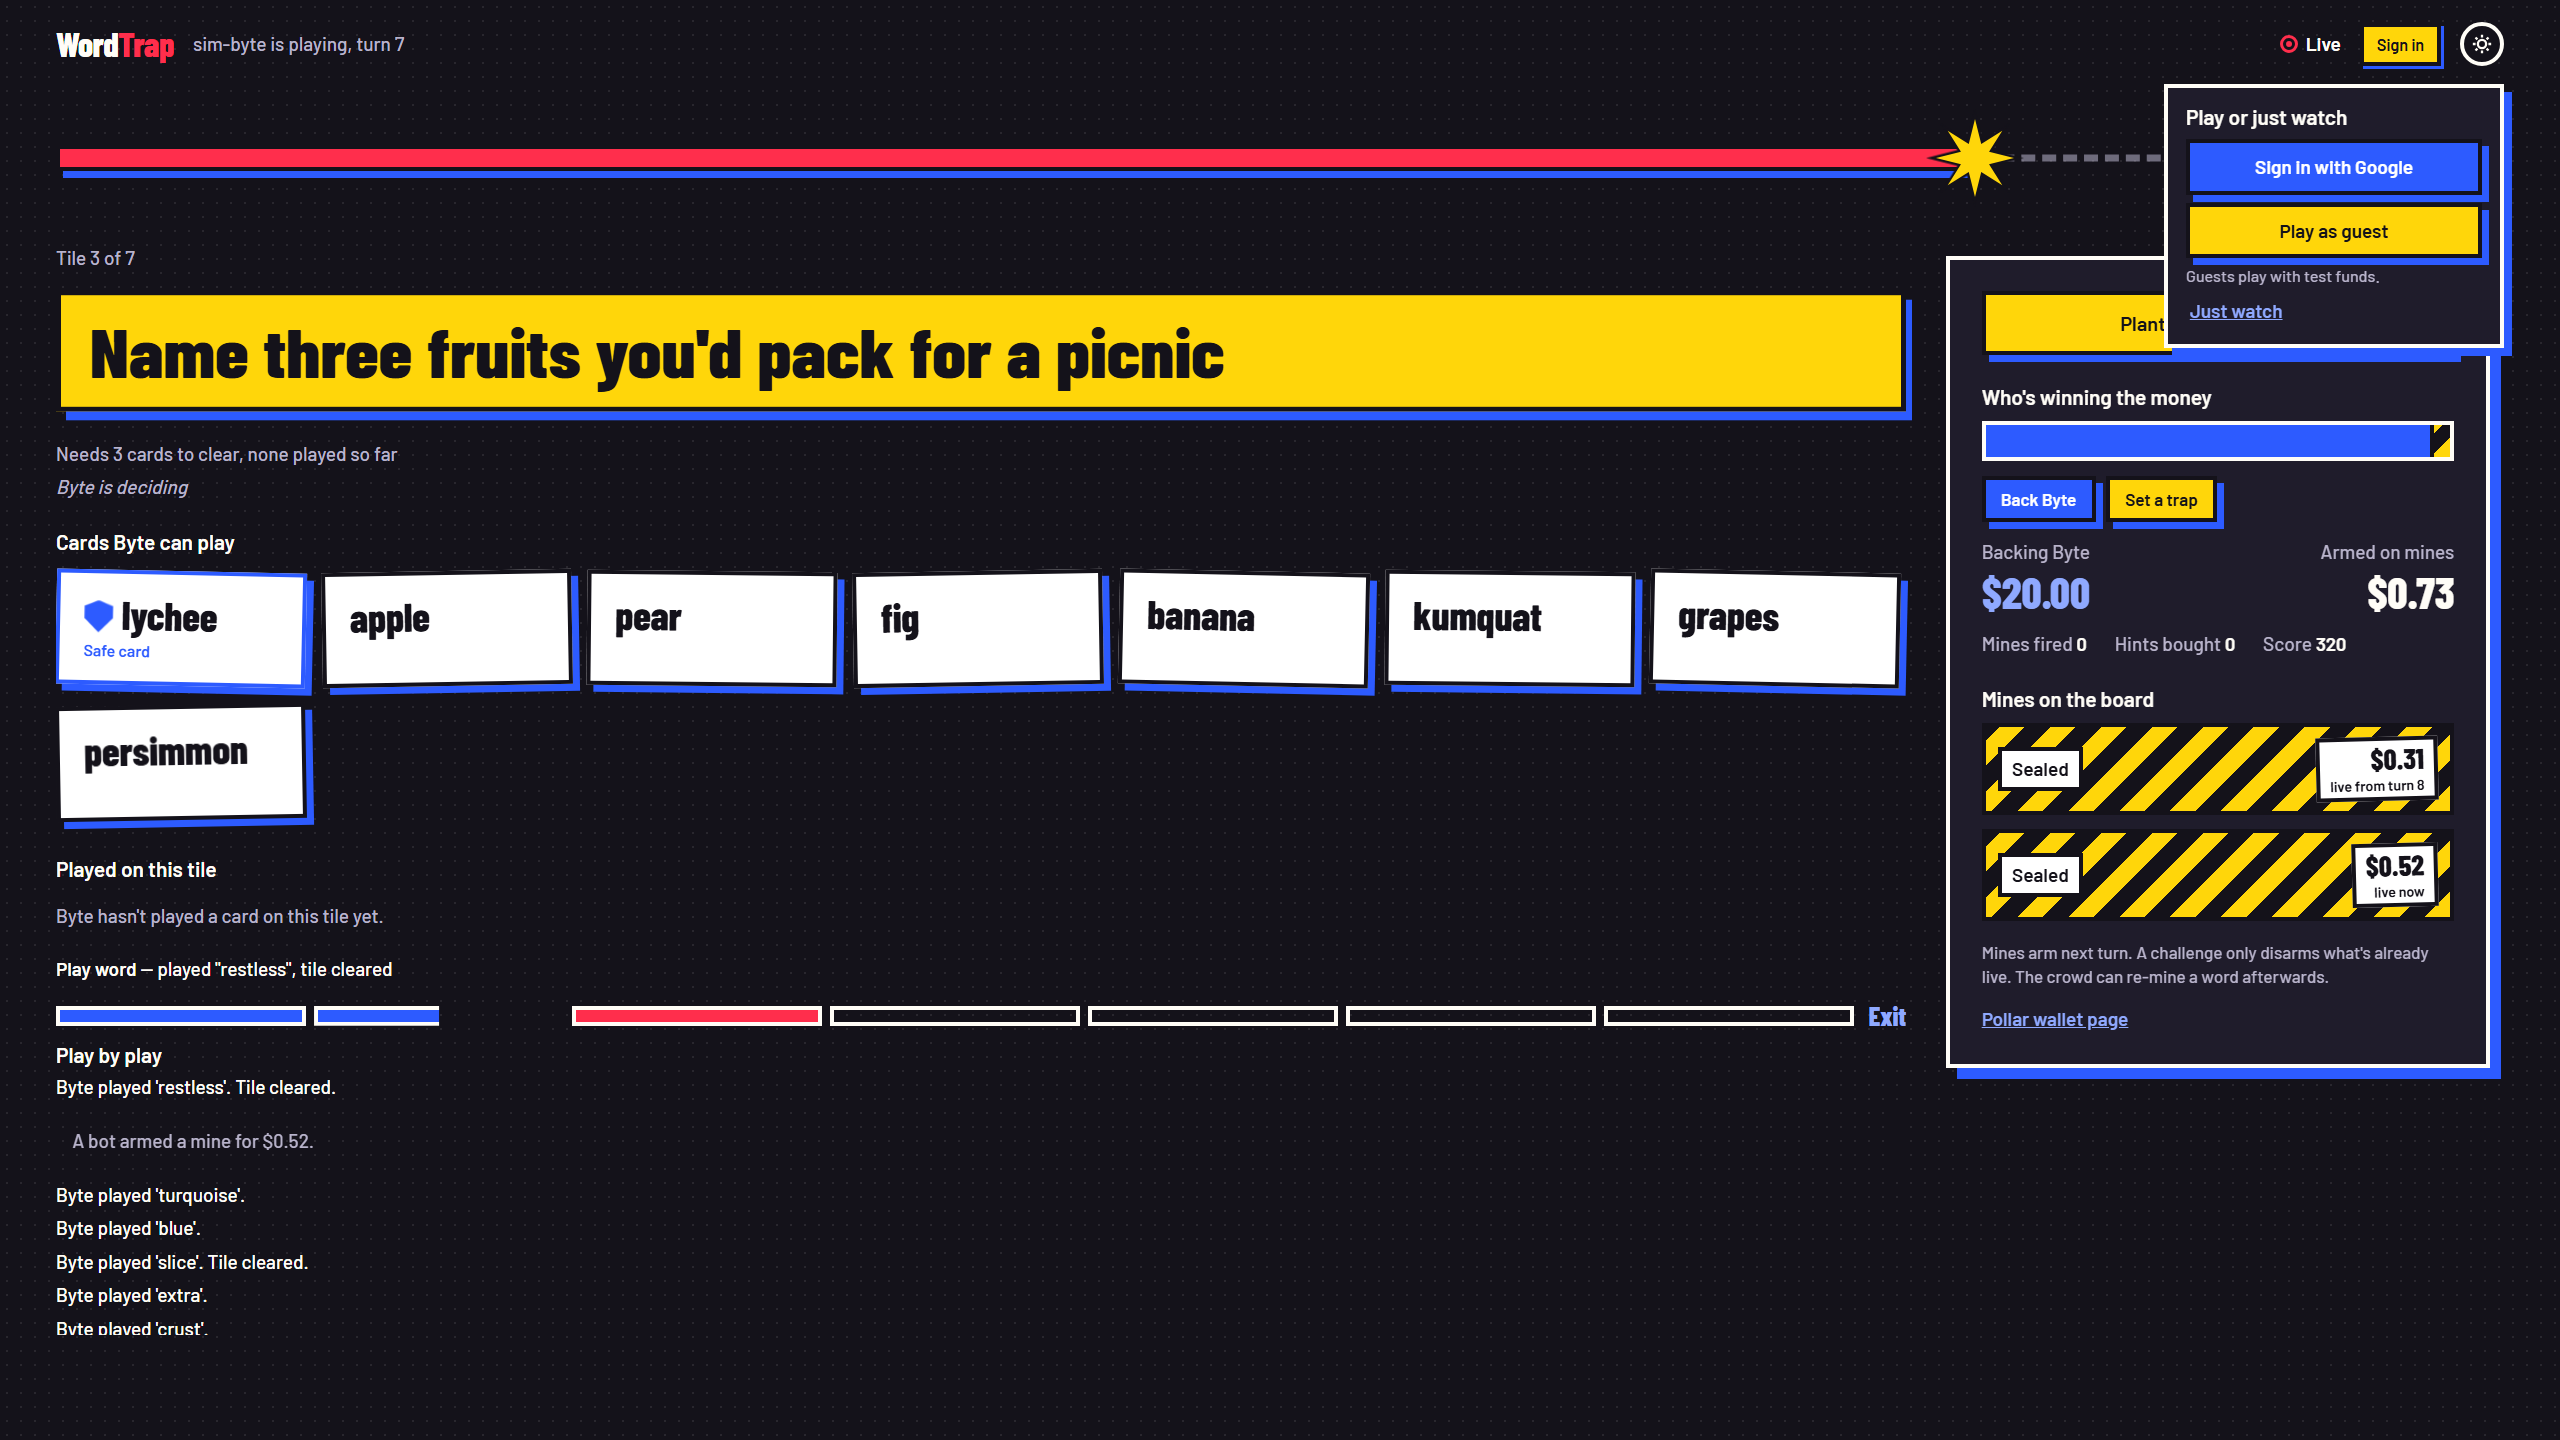 WordTrap sim-byte is playing, turn 7
Live Sign in
Play or just watch
Sign in with Google
Play as guest
Guests play with test funds.
Just watch
Tile 3 of 7
Name three fruits you'd pack for a picnic
Needs 3 cards to clear, none played so far
Byte is deciding
Cards Byte can play
lychee
Safe card
apple
pear
fig
banana
kumquat
grapes
persimmon
Played on this tile
Byte hasn't played a card on this tile yet.
Play word — played "restless", tile cleared
Exit
Play by play
Byte played 'restless'. Tile cleared.
A bot armed a mine for $0.52.
Byte played 'turquoise'.
Byte played 'blue'.
Byte played 'slice'. Tile cleared.
Byte played 'extra'.
Byte played 'crust'.
Plant
Who's winning the money
Back Byte Set a trap
Backing Byte Armed on mines
$20.00 $0.73
Mines fired 0 Hints bought 0 Score 320
Mines on the board
Sealed
$0.31
live from turn 8
Sealed
$0.52
live now
Mines arm next turn. A challenge only disarms what's already
live. The crowd can re-mine a word afterwards.
Pollar wallet page